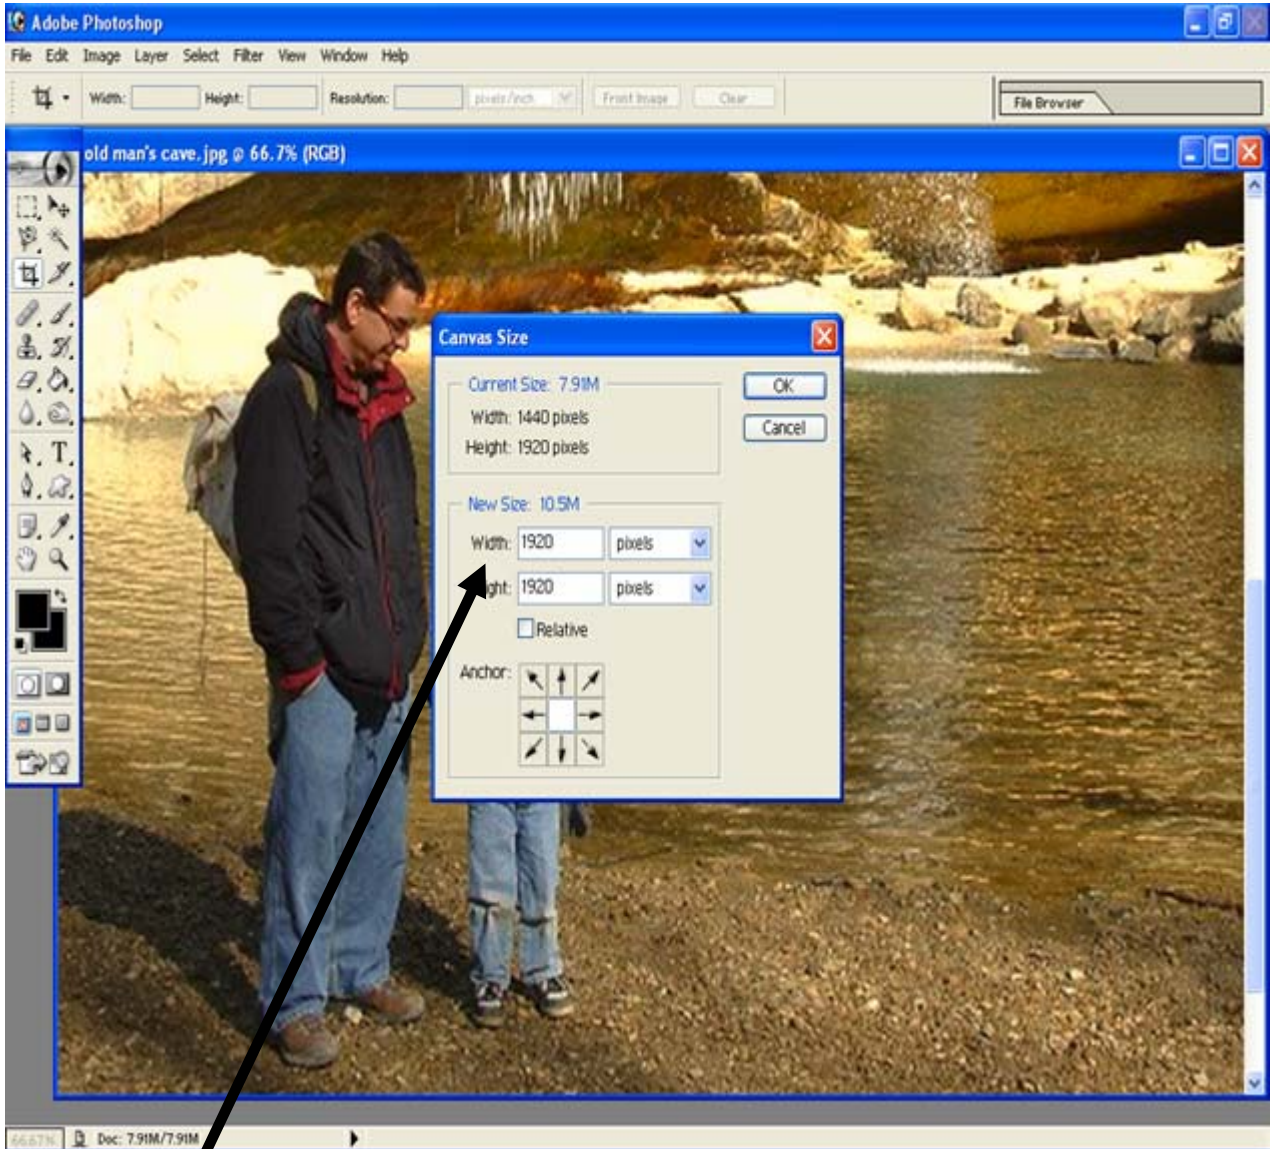 Adobe Photoshop
File Edit Image Layer Select Filter View Window Help
Width: Height: Resolution: pixels/inch Front Image Clear File Browser
old man's cave.jpg @ 66.7% (RGB)
Canvas Size
Current Size: 7.91M
OK
Width: 1440 pixels
Cancel
Height: 1920 pixels
New Size: 10.5M
Width: 1920 pixels
ght: 1920 pixels
Relative
Anchor:
T
66.67% Doc: 7.91M/7.91M